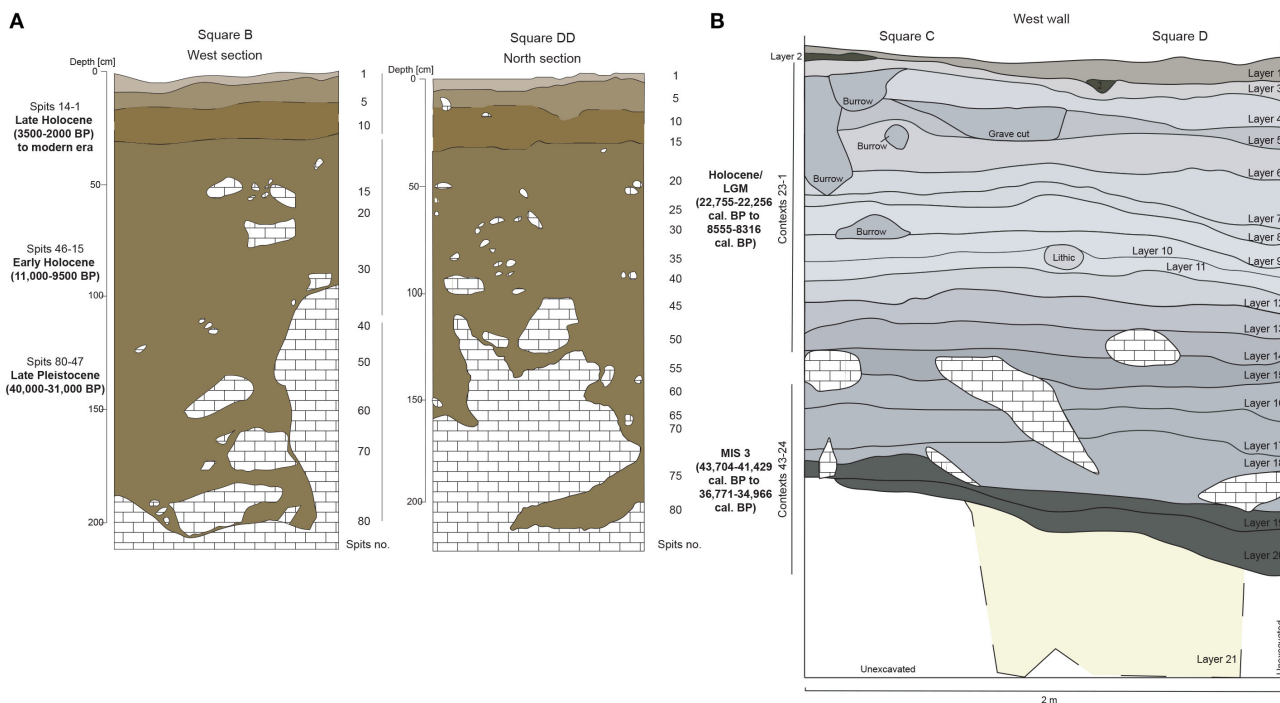 A
Square B
West section
Depth [cm]
0
50
100
150
200
Spits 14-1
Late Holocene
(3500-2000 BP)
to modern era
Spits 46-15
Early Holocene
(11,000-9500 BP)
Spits 80-47
Late Pleistocene
(40,000-31,000 BP)
1
5
10
15
20
30
40
50
60
70
80
Spits no.
Square DD
North section
Depth [cm]
0
50
100
150
200
1
5
10
15
20
25
30
35
40
45
50
55
60
65
70
75
80
Spits no.
B
West wall
Square C
Square D
Holocene/
LGM
(22,755-22,256
cal. BP to
8555-8316
cal. BP)
Contexts 23-1
MIS 3
(43,704-41,429
cal. BP to
36,771-34,966
cal. BP)
Contexts 43-24
Layer 2
2
Layer 1
Layer 3
Burrow
Grave cut
Layer 4
Burrow
Layer 5
Burrow
Layer 6
Layer 7
Burrow
Layer 8
Lithic
Layer 10
Layer 9
Layer 11
Layer 12
Layer 13
Layer 14
Layer 15
Layer 16
Layer 17
Layer 18
Layer 19
Layer 20
Layer 21
Unexcavated
Unexcavated
2 m